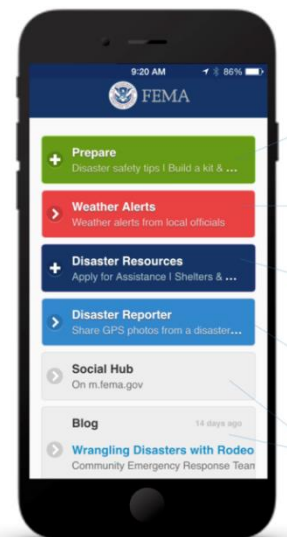 9:20 AM
86%
FEMA
Prepare
Disaster safety tips | Build a kit & ...
Weather Alerts
Weather alerts from local officials
Disaster Resources
Apply for Assistance | Shelters & ...
Disaster Reporter
Share GPS photos from a disaster...
Social Hub
On m.fema.gov
Blog
14 days ago
Wrangling Disasters with Rodeo
Community Emergency Response Team